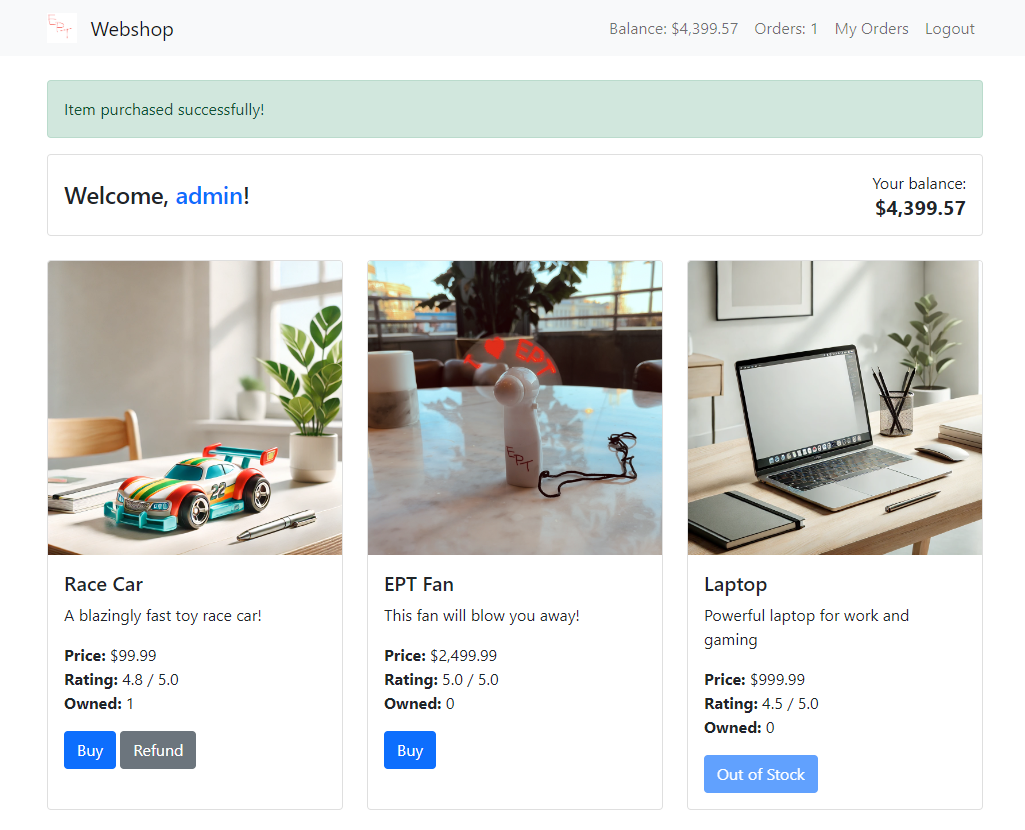 EPT
Webshop
Balance: $4,399.57
Orders: 1
My Orders
Logout
Item purchased successfully!
Welcome, admin!
Your balance:
$4,399.57
22
I ♥ EPT
EPT
Race Car
A blazingly fast toy race car!
Price: $99.99
Rating: 4.8 / 5.0
Owned: 1
Buy
Refund
EPT Fan
This fan will blow you away!
Price: $2,499.99
Rating: 5.0 / 5.0
Owned: 0
Buy
Laptop
Powerful laptop for work and
gaming
Price: $999.99
Rating: 4.5 / 5.0
Owned: 0
Out of Stock